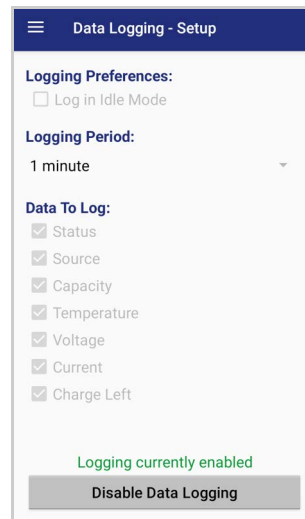 Data Logging - Setup
Logging Preferences:
Log in Idle Mode
Logging Period:
1 minute
Data To Log:
Status
Source
Capacity
Temperature
Voltage
Current
Charge Left
Logging currently enabled
Disable Data Logging